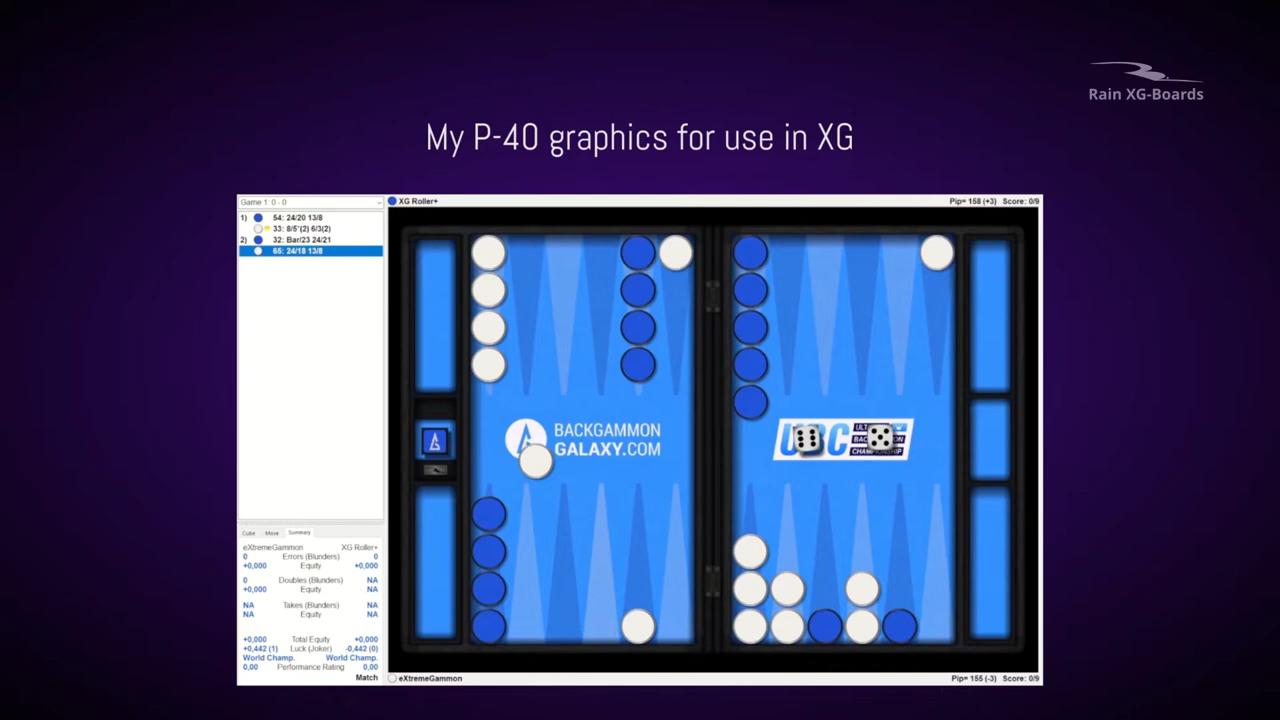 Rain XG-Boards
My P-40 graphics for use in XG
Game 1: 0 - 0
XG Roller+
Pip= 158 (+3) Score: 0/9
1) 54: 24/20 13/8
33: 8/5*(2) 6/3(2)
2) 32: Bar/23 24/21
65: 24/18 13/8
BACKGAMMON
GALAXY.COM
Cube Move Summary
eXtremeGammon XG Roller+
0 Errors (Blunders) 0
+0,000 Equity +0,000
0 Doubles (Blunders) NA
+0,000 Equity NA
NA Takes (Blunders) NA
NA Equity NA
+0,000 Total Equity +0,000
+0,442 (1) Luck (Joker) -0,442 (0)
World Champ. World Champ.
0,00 Performance Rating 0,00
Match
eXtremeGammon
Pip= 155 (-3) Score: 0/9